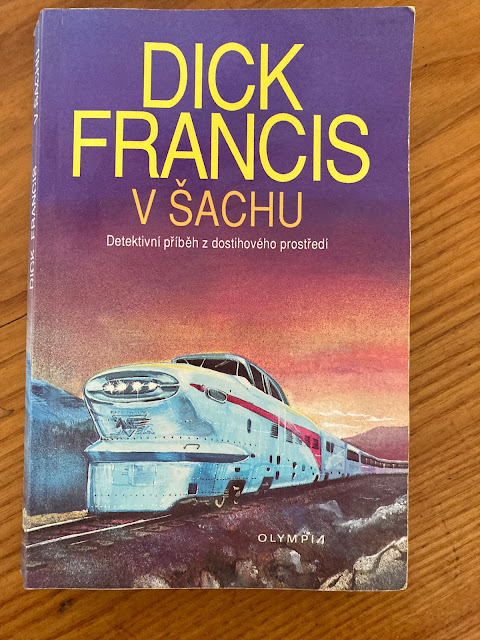 DICK
FRANCIS
V ŠACHU
Detektivní příběh z dostihového prostředí
OLYMPIA
DICK FRANCIS V ŠACHU